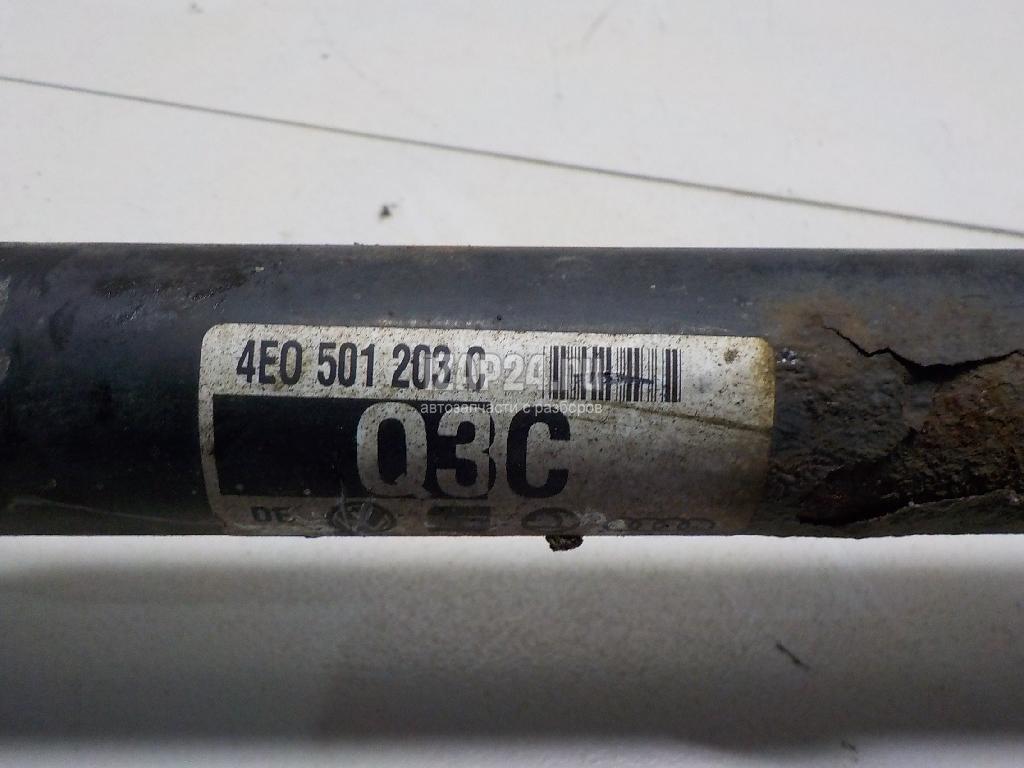 4E0 501 203 C
автозапчасти с разборов
Q3C
DE